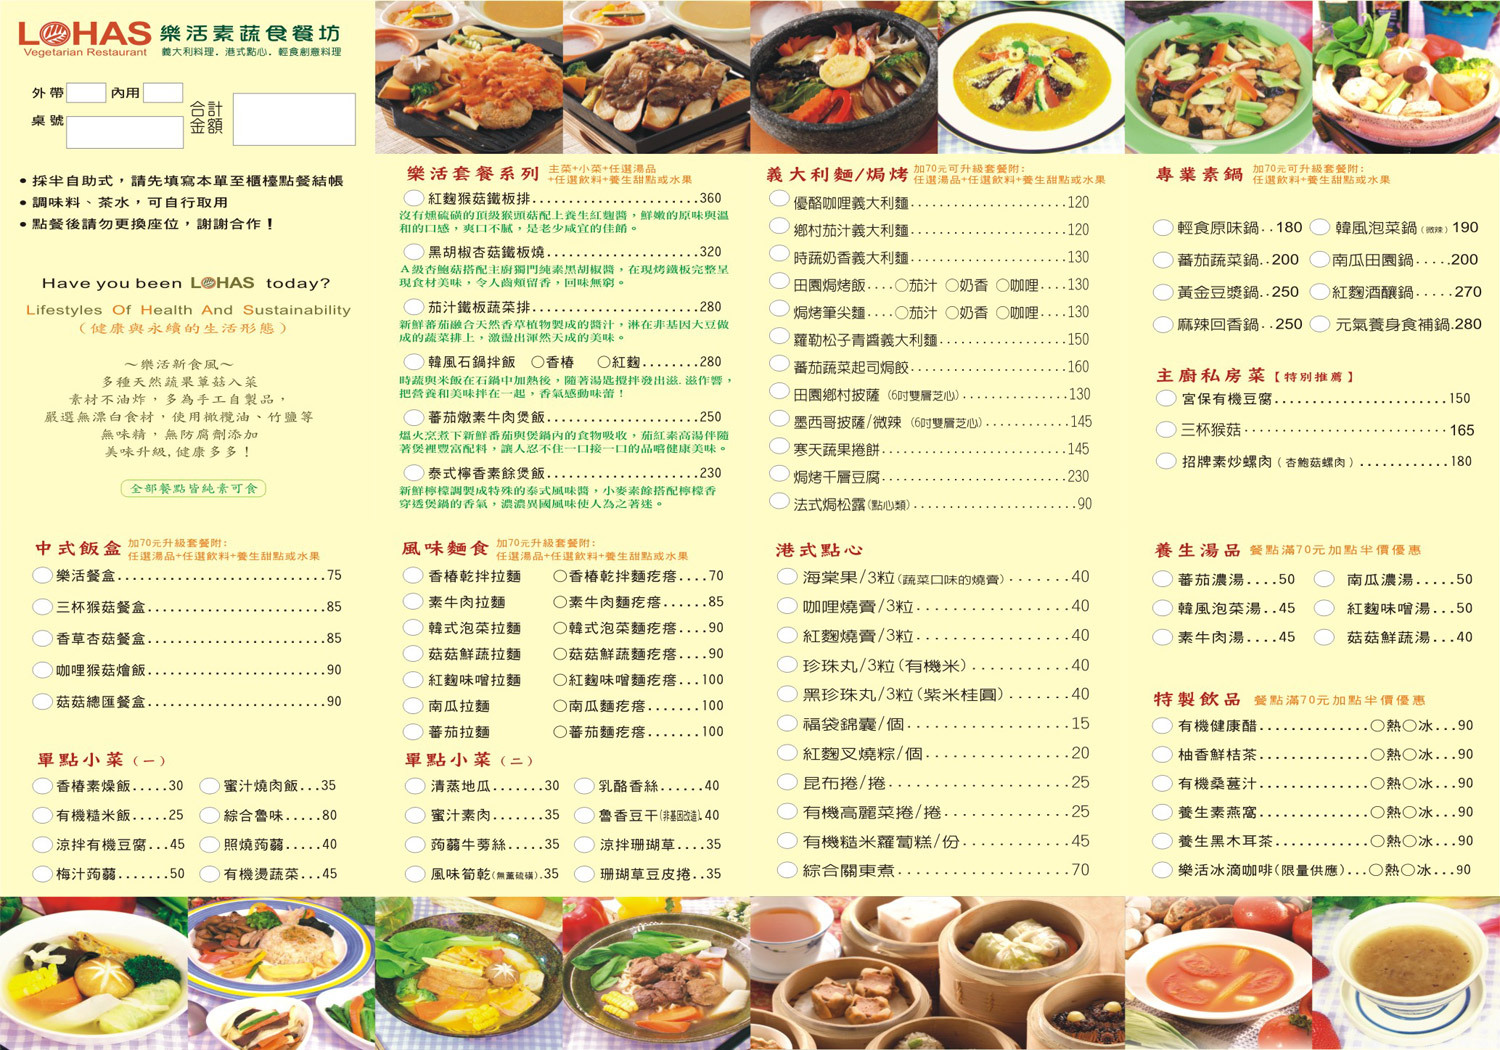 LOHAS 樂活素蔬食餐坊
Vegetarian Restaurant 義大利料理．港式點心．輕食創意料理
外帶 內用
桌號
合計金額
• 採半自助式，請先填寫本單至櫃檯點餐結帳
• 調味料、茶水，可自行取用
• 點餐後請勿更換座位，謝謝合作！
Have you been LOHAS today?
Lifestyles Of Health And Sustainability
（健康與永續的生活形態）
～樂活新食風～
多種天然蔬果蕈菇入菜
素材不油炸，多為手工自製品，
嚴選無漂白食材，使用橄欖油、竹鹽等
無味精，無防腐劑添加
美味升級,健康多多！
全部餐點皆純素可食
中式飯盒 加70元升級套餐附:
任選湯品+任選飲料+養生甜點或水果
樂活餐盒........75
三杯猴菇餐盒........85
香草杏菇餐盒........85
咖哩猴菇燴飯........90
菇菇總匯餐盒........90
單點小菜（一）
香椿素燥飯.....30 蜜汁燒肉飯...35
有機糙米飯.....25 綜合魯味.....80
涼拌有機豆腐...45 照燒蒟蒻.....40
梅汁蒟蒻.......50 有機燙蔬菜...45
樂活套餐系列 主菜+小菜+任選湯品
+任選飲料+養生甜點或水果
紅麴猴菇鐵板排........360
沒有燻硫磺的頂級猴頭菇配上養生紅麴醬，鮮嫩的原味與溫
和的口感，爽口不膩，是老少咸宜的佳餚。
黑胡椒杏菇鐵板燒........320
A級杏鮑菇搭配主廚獨門純素黑胡椒醬，在現烤鐵板完整呈
現食材美味，令人齒頰留香，回味無窮。
茄汁鐵板蔬菜排........280
新鮮蕃茄融合天然香草植物製成的醬汁，淋在非基因大豆做
成的蔬菜排上，激盪出渾然天成的美味。
韓風石鍋拌飯 ○香椿 ○紅麴........280
時蔬與米飯在石鍋中加熱後，隨著湯匙攪拌發出滋.滋作響，
把營養和美味拌在一起，香氣感動味蕾！
蕃茄燉素牛肉煲飯........250
熅火烹煮下新鮮番茄與煲鍋內的食物吸收，茄紅素高湯伴隨
著煲裡豐富配料，讓人忍不住一口接一口的品嚐健康美味。
泰式檸香素餘煲飯........230
新鮮檸檬調製成特殊的泰式風味醬，小麥素餘搭配檸檬香
穿透煲鍋的香氣，濃濃異國風味使人為之著迷。
風味麵食 加70元升級套餐附:
任選湯品+任選飲料+養生甜點或水果
香椿乾拌拉麵 ○香椿乾拌麵疙瘩....70
素牛肉拉麵 ○素牛肉麵疙瘩......85
韓式泡菜拉麵 ○韓式泡菜麵疙瘩....90
菇菇鮮蔬拉麵 ○菇菇鮮蔬麵疙瘩....90
紅麴味噌拉麵 ○紅麴味噌麵疙瘩...100
南瓜拉麵 ○南瓜麵疙瘩.......100
蕃茄拉麵 ○蕃茄麵疙瘩.......100
單點小菜（二）
清蒸地瓜.......30 乳酪香絲......40
蜜汁素肉.......35 魯香豆干(非基因改造).40
蒟蒻牛蒡絲.....35 涼拌珊瑚草....35
風味筍乾(無薰硫磺).35 珊瑚草豆皮捲..35
義大利麵/焗烤 加70元可升級套餐附:
任選湯品+任選飲料+養生甜點或水果
優酪咖哩義大利麵........120
鄉村茄汁義大利麵........120
時蔬奶香義大利麵........130
田園焗烤飯....○茄汁 ○奶香 ○咖哩....130
焗烤筆尖麵....○茄汁 ○奶香 ○咖哩....130
蘿勒松子青醬義大利麵........150
蕃茄蔬菜起司焗餃........160
田園鄉村披薩（6吋雙層芝心）........130
墨西哥披薩/微辣（6吋雙層芝心）........145
寒天蔬果捲餅........145
焗烤千層豆腐........230
法式焗松露(點心類)........90
港式點心
海棠果/3粒(蔬菜口味的燒賣).......40
咖哩燒賣/3粒........40
紅麴燒賣/3粒........40
珍珠丸/3粒(有機米)........40
黑珍珠丸/3粒(紫米桂圓).......40
福袋錦囊/個........15
紅麴叉燒粽/個........20
昆布捲/捲........25
有機高麗菜捲/捲........25
有機糙米蘿蔔糕/份........45
綜合關東煮........70
專業素鍋 加70元可升級套餐附:
任選飲料+養生甜點或水果
輕食原味鍋..180 韓風泡菜鍋（微辣）190
蕃茄蔬菜鍋..200 南瓜田園鍋.....200
黃金豆漿鍋..250 紅麴酒釀鍋.....270
麻辣回香鍋..250 元氣養身食補鍋.280
主廚私房菜【特別推薦】
宮保有機豆腐........150
三杯猴菇........165
招牌素炒螺肉（杏鮑菇螺肉）........180
養生湯品 餐點滿70元加點半價優惠
蕃茄濃湯....50 南瓜濃湯.....50
韓風泡菜湯..45 紅麴味噌湯...50
素牛肉湯....45 菇菇鮮蔬湯...40
特製飲品 餐點滿70元加點半價優惠
有機健康醋........○熱○冰...90
柚香鮮桔茶........○熱○冰...90
有機桑葚汁........○熱○冰...90
養生素燕窩........○熱○冰...90
養生黑木耳茶........○熱○冰...90
樂活冰滴咖啡(限量供應)...○熱○冰...90